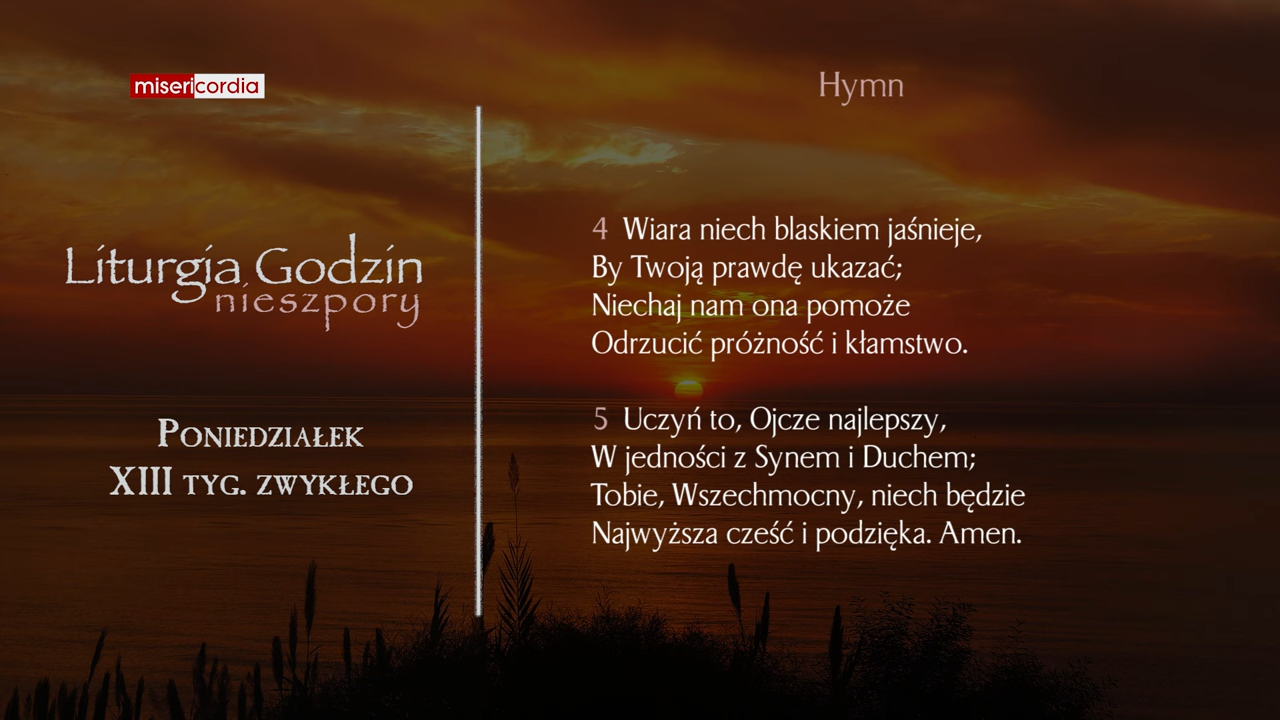 misericordia
Liturgia Godzin
nieszpory
Poniedziałek
XIII tyg. zwykłego
Hymn
4 Wiara niech blaskiem jaśnieje,
By Twoją prawdę ukazać;
Niechaj nam ona pomoże
Odrzucić próżność i kłamstwo.
5 Uczyń to, Ojcze najlepszy,
W jedności z Synem i Duchem;
Tobie, Wszechmocny, niech będzie
Najwyższa cześć i podzięka. Amen.